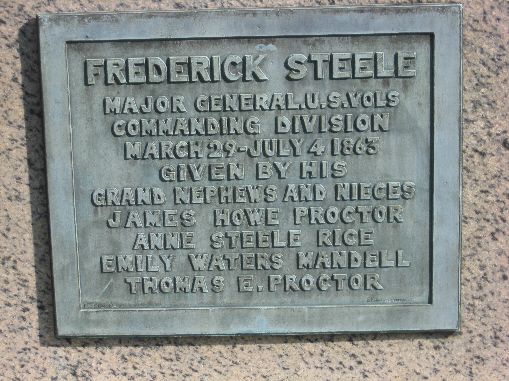 FREDERICK STEELE
MAJOR GENERAL.U.S.VOLS
COMMANDING DIVISION
MARCH 29-JULY 4 1863
GIVEN BY HIS
GRAND NEPHEWS AND NIECES
JAMES HOWE PROCTOR
ANNE STEELE RICE
EMILY WATERS MANDELL
THOMAS E. PROCTOR